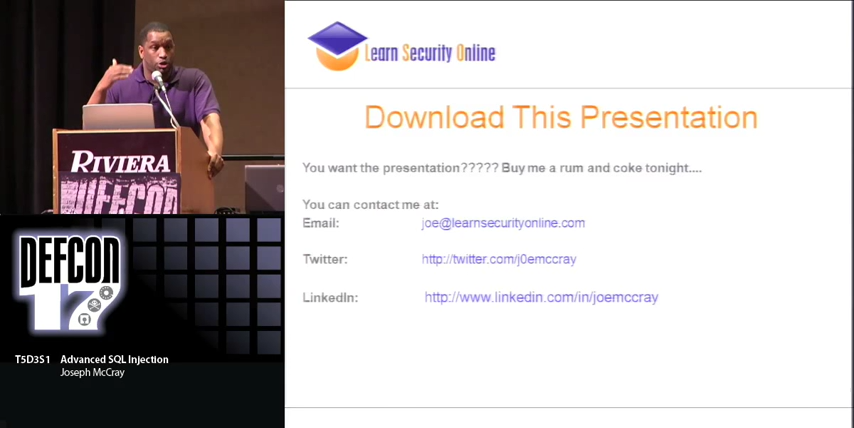 Learn Security Online
Download This Presentation
You want the presentation????? Buy me a rum and coke tonight....
You can contact me at:
Email: joe@learnsecurityonline.com
Twitter: http://twitter.com/j0emccray
LinkedIn: http://www.linkedin.com/in/joemccray
RIVIERA
DEFCON
DEFCON
17
T5D3S1 Advanced SQL Injection
Joseph McCray